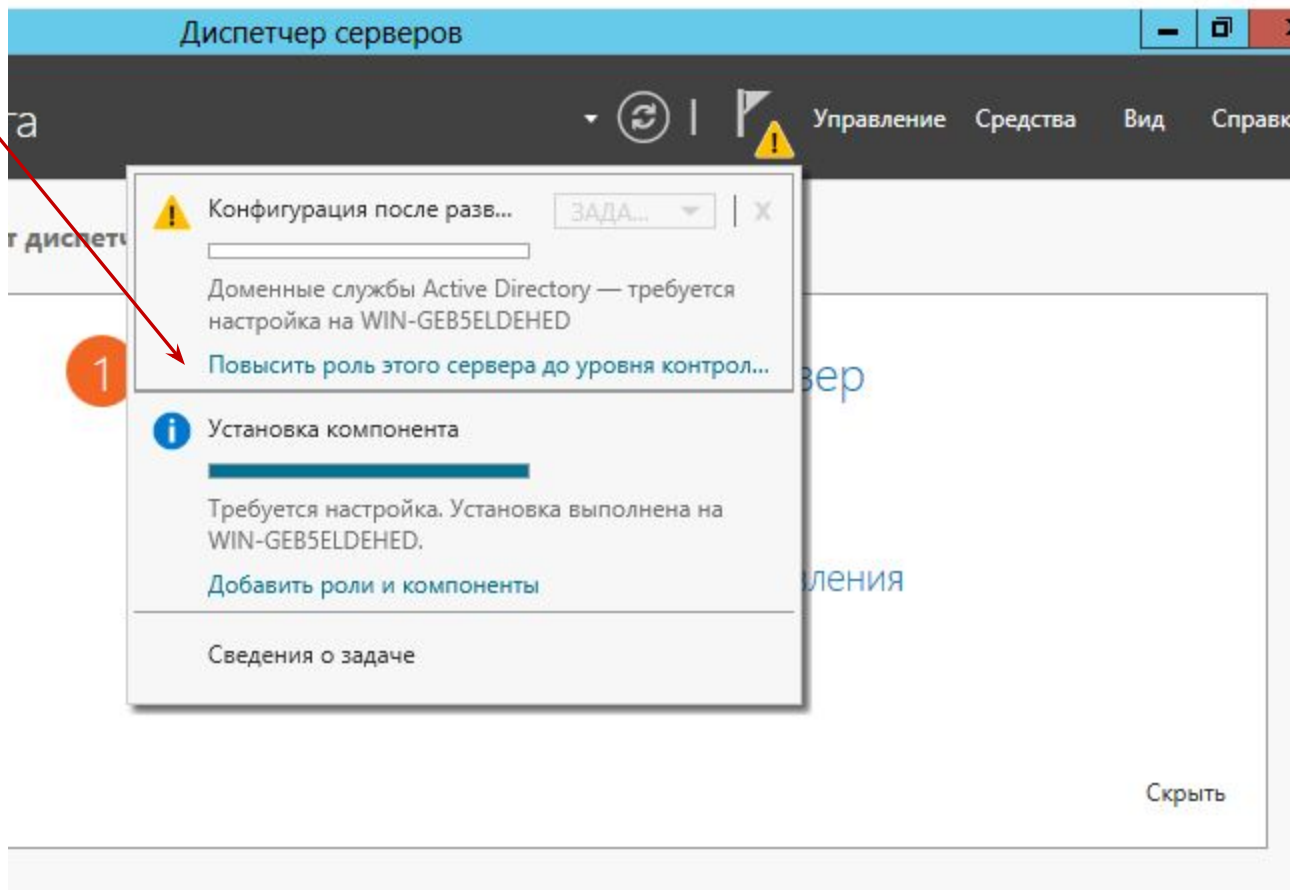 Диспетчер серверов
та
Управление Средства Вид Справк
т диспетч
Конфигурация после разв...
ЗАДА...
X
Доменные службы Active Directory — требуется
настройка на WIN-GEB5ELDEHED
1
Повысить роль этого сервера до уровня контрол...
вер
Установка компонента
Требуется настройка. Установка выполнена на
WIN-GEB5ELDEHED.
Добавить роли и компоненты
вления
Сведения о задаче
Скрыть